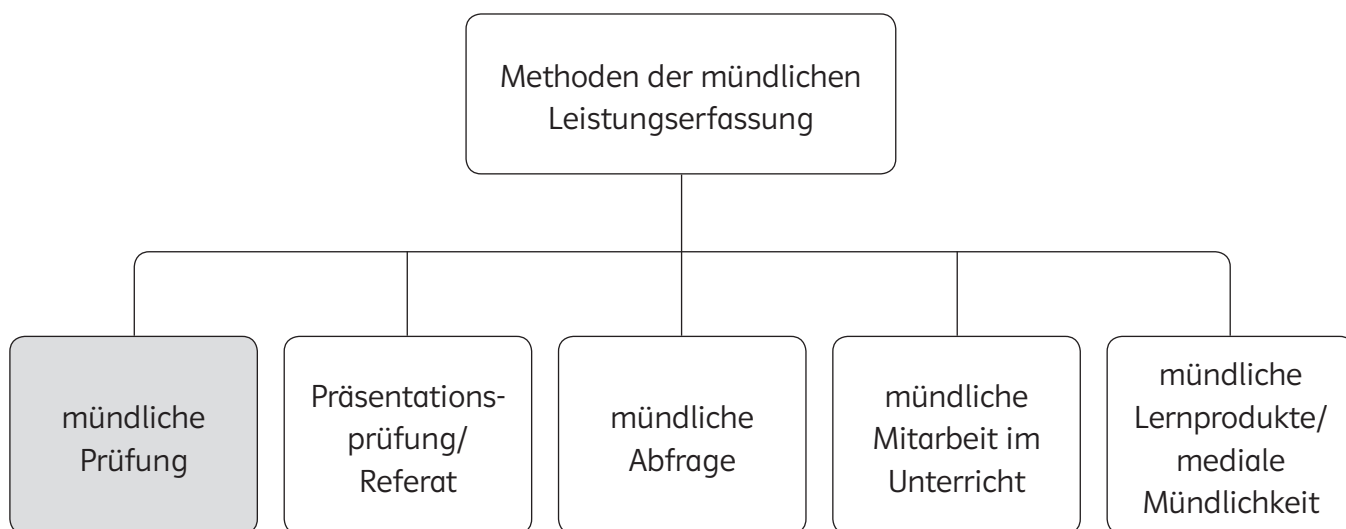 Methoden der mündlichen
Leistungserfassung
mündliche
Prüfung
Präsentations-
prüfung/
Referat
mündliche
Abfrage
mündliche
Mitarbeit im
Unterricht
mündliche
Lernprodukte/
mediale
Mündlichkeit